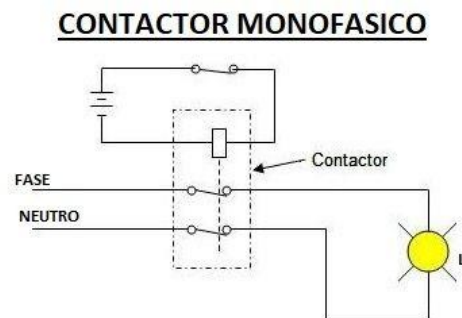 CONTACTOR MONOFASICO
Contactor
FASE
NEUTRO
L